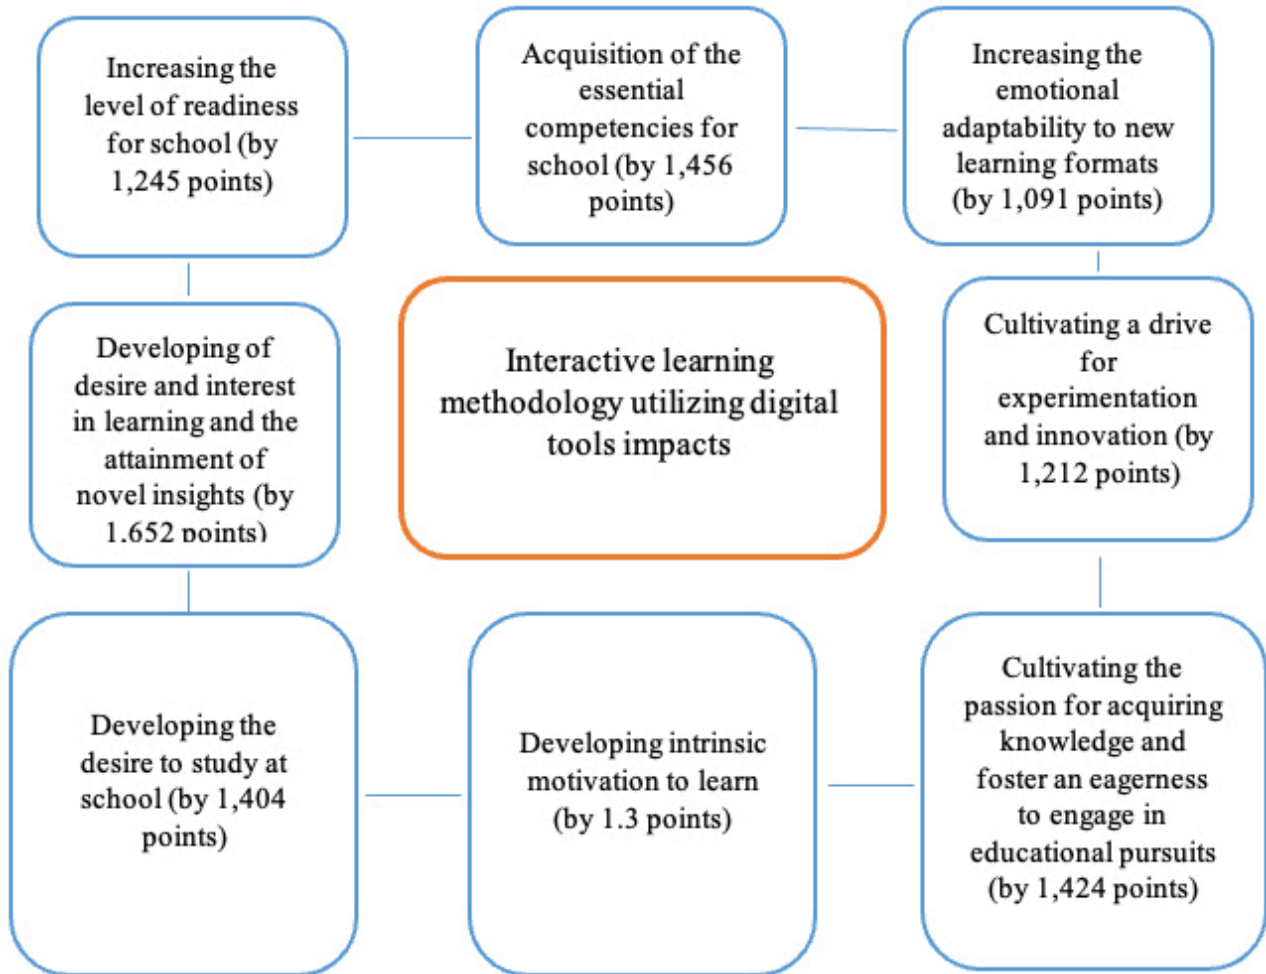 Increasing the
level of readiness
for school (by
1,245 points)
Acquisition of the
essential
competencies for
school (by 1,456
points)
Increasing the
emotional
adaptability to new
learning formats
(by 1,091 points)
Developing of
desire and interest
in learning and the
attainment of
novel insights (by
1.652 points)
Interactive learning
methodology utilizing digital
tools impacts
Cultivating a drive
for
experimentation
and innovation (by
1,212 points)
Developing the
desire to study at
school (by 1,404
points)
Developing intrinsic
motivation to learn
(by 1.3 points)
Cultivating the
passion for acquiring
knowledge and
foster an eagerness
to engage in
educational pursuits
(by 1,424 points)